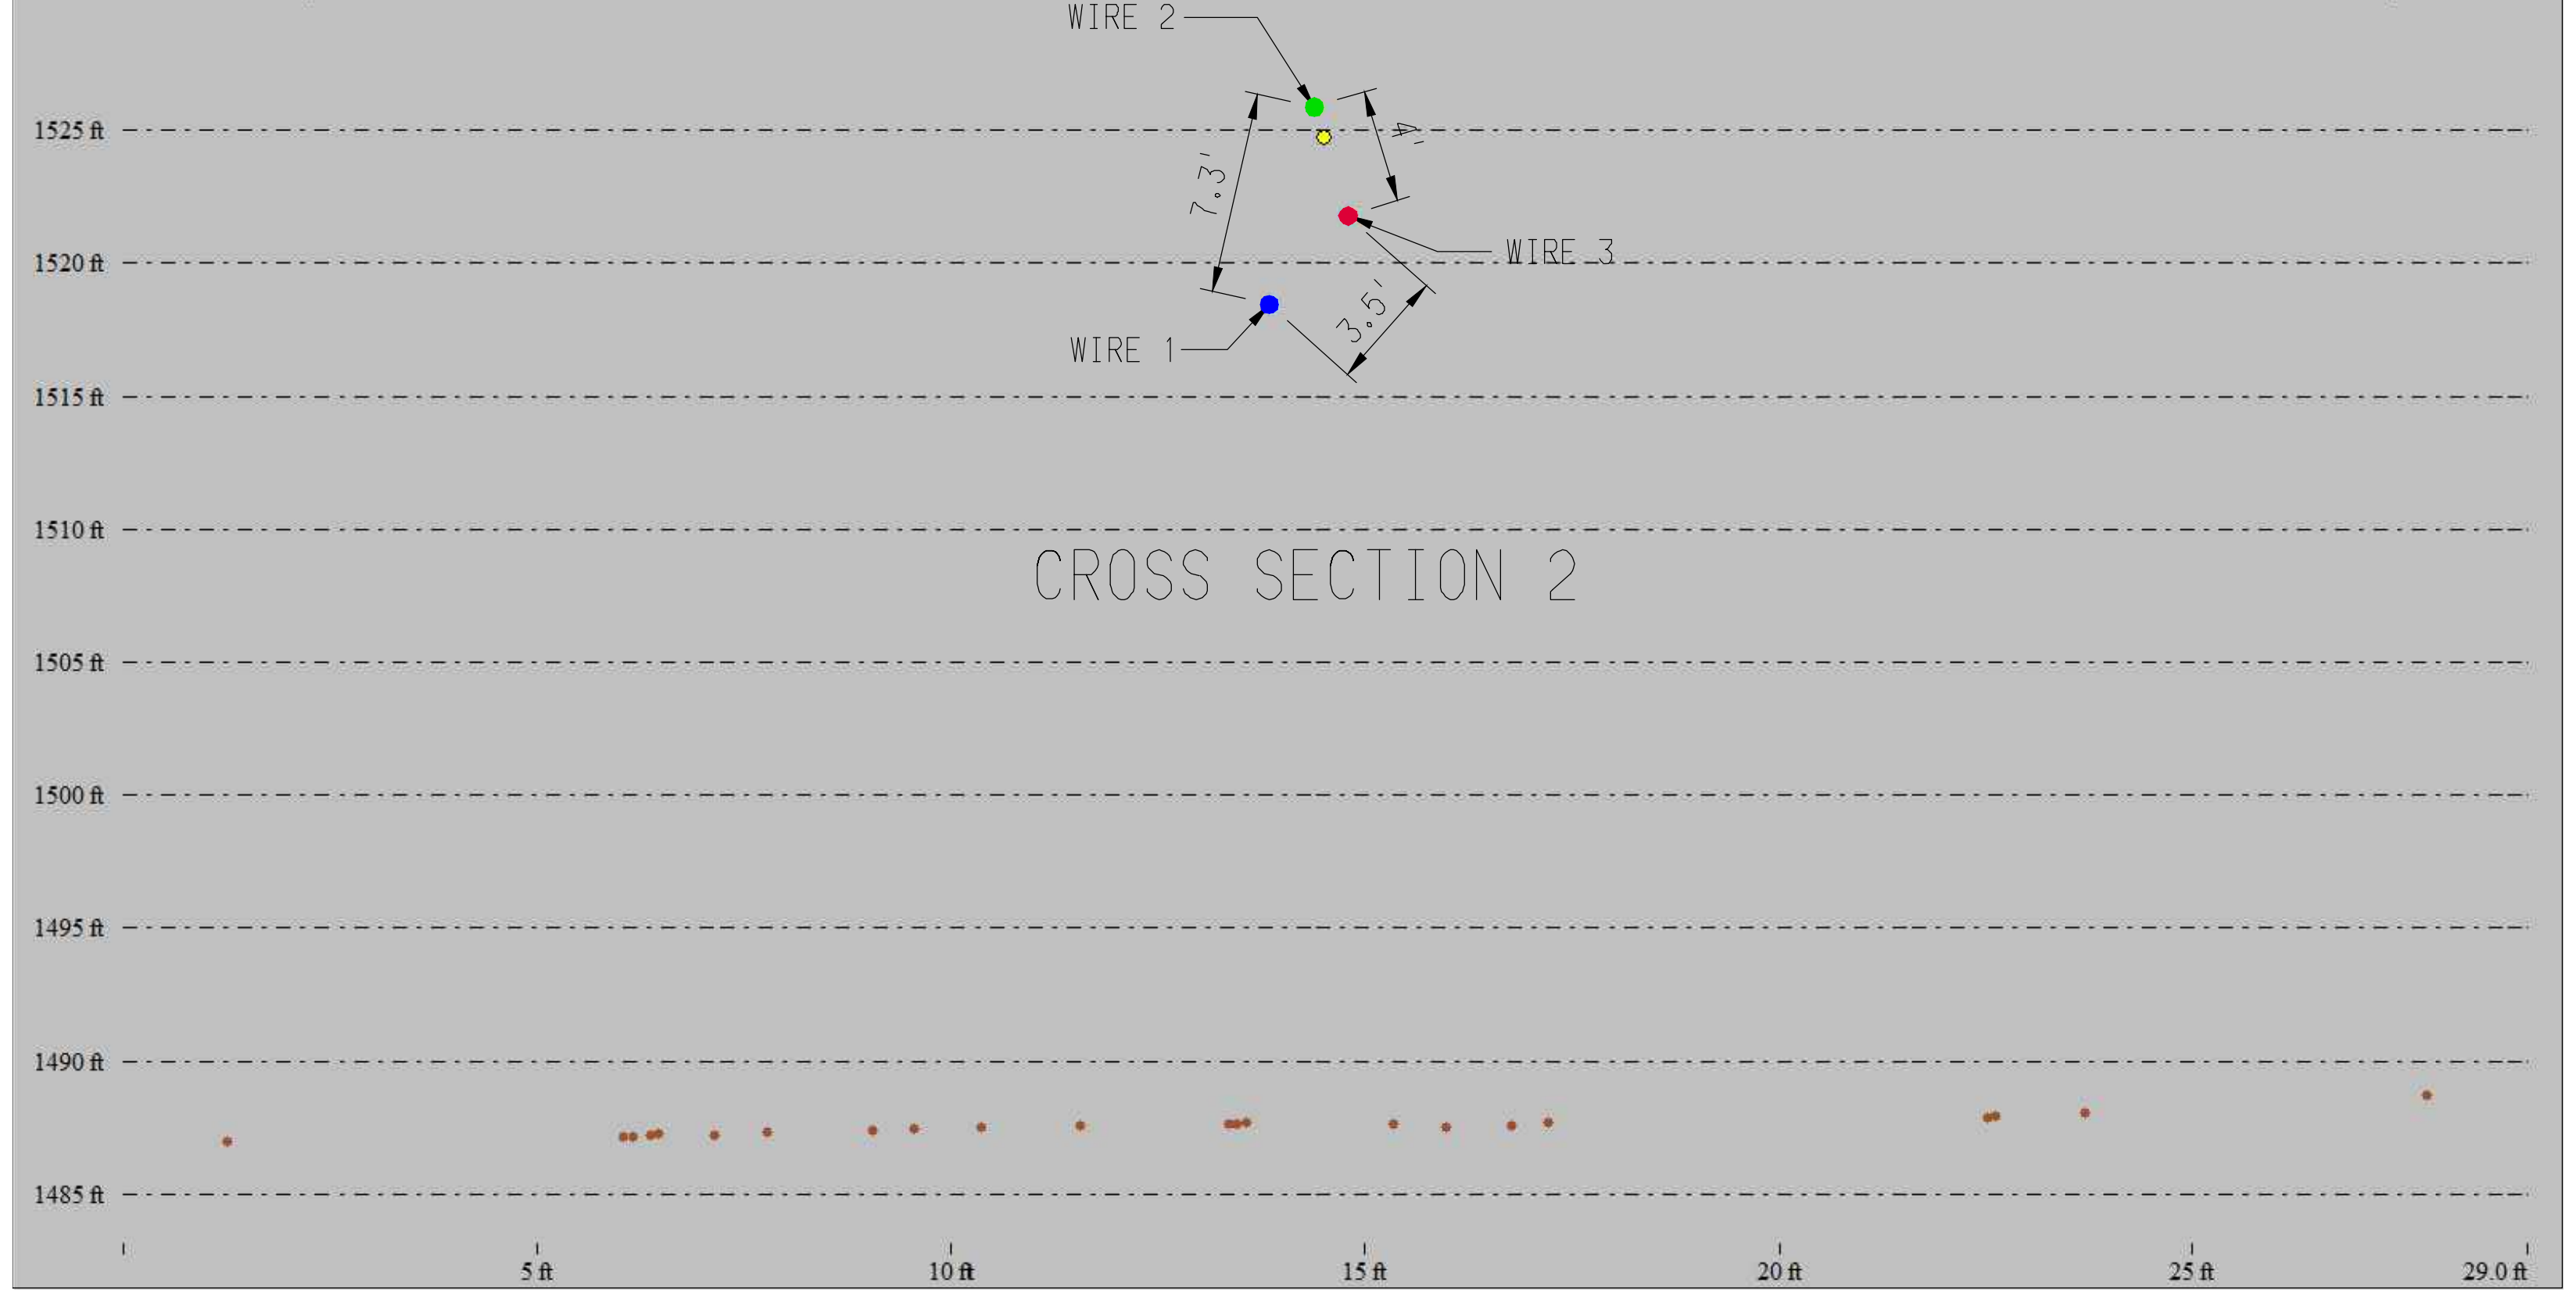 WIRE 2
1525 ft
4'
7.3'
WIRE 3
1520 ft
3.5'
WIRE 1
1515 ft
1510 ft
CROSS SECTION 2
1505 ft
1500 ft
1495 ft
1490 ft
1485 ft
5 ft 10 ft 15 ft 20 ft 25 ft 29.0 ft